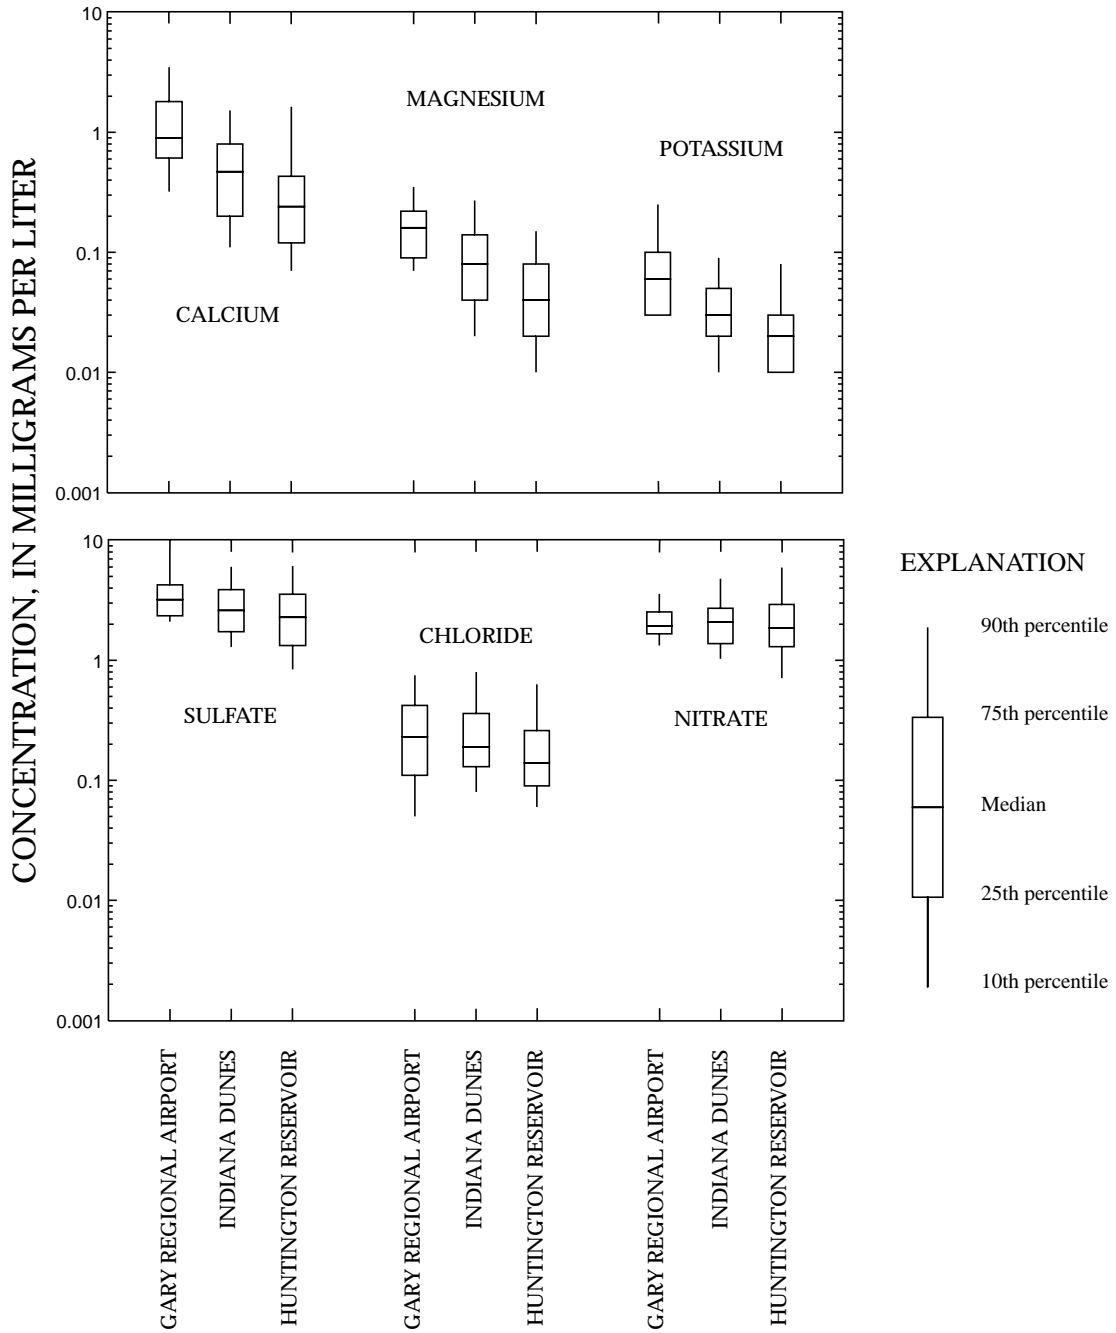 CONCENTRATION, IN MILLIGRAMS PER LITER
10
1
0.1
0.01
0.001
MAGNESIUM
POTASSIUM
CALCIUM
10
1
0.1
0.01
0.001
CHLORIDE
SULFATE
NITRATE
GARY REGIONAL AIRPORT
INDIANA DUNES
HUNTINGTON RESERVOIR
GARY REGIONAL AIRPORT
INDIANA DUNES
HUNTINGTON RESERVOIR
GARY REGIONAL AIRPORT
INDIANA DUNES
HUNTINGTON RESERVOIR
EXPLANATION
90th percentile
75th percentile
Median
25th percentile
10th percentile